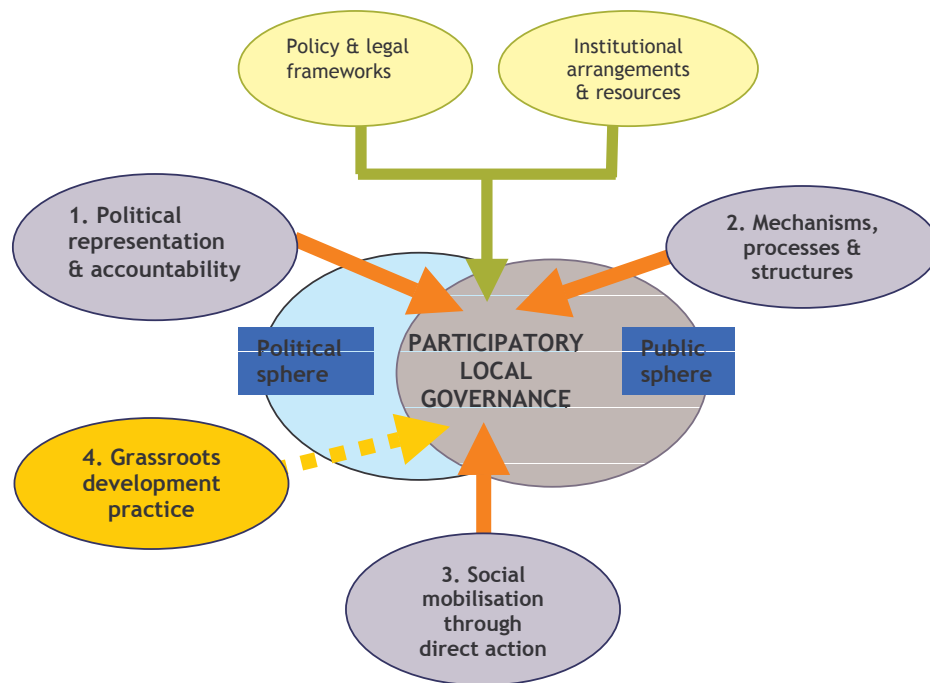 Policy & legal
frameworks
Institutional
arrangements
& resources
1. Political
representation
& accountability
2. Mechanisms,
processes &
structures
Political
sphere
PARTICIPATORY
LOCAL
GOVERNANCE
Public
sphere
4. Grassroots
development
practice
3. Social
mobilisation
through
direct action